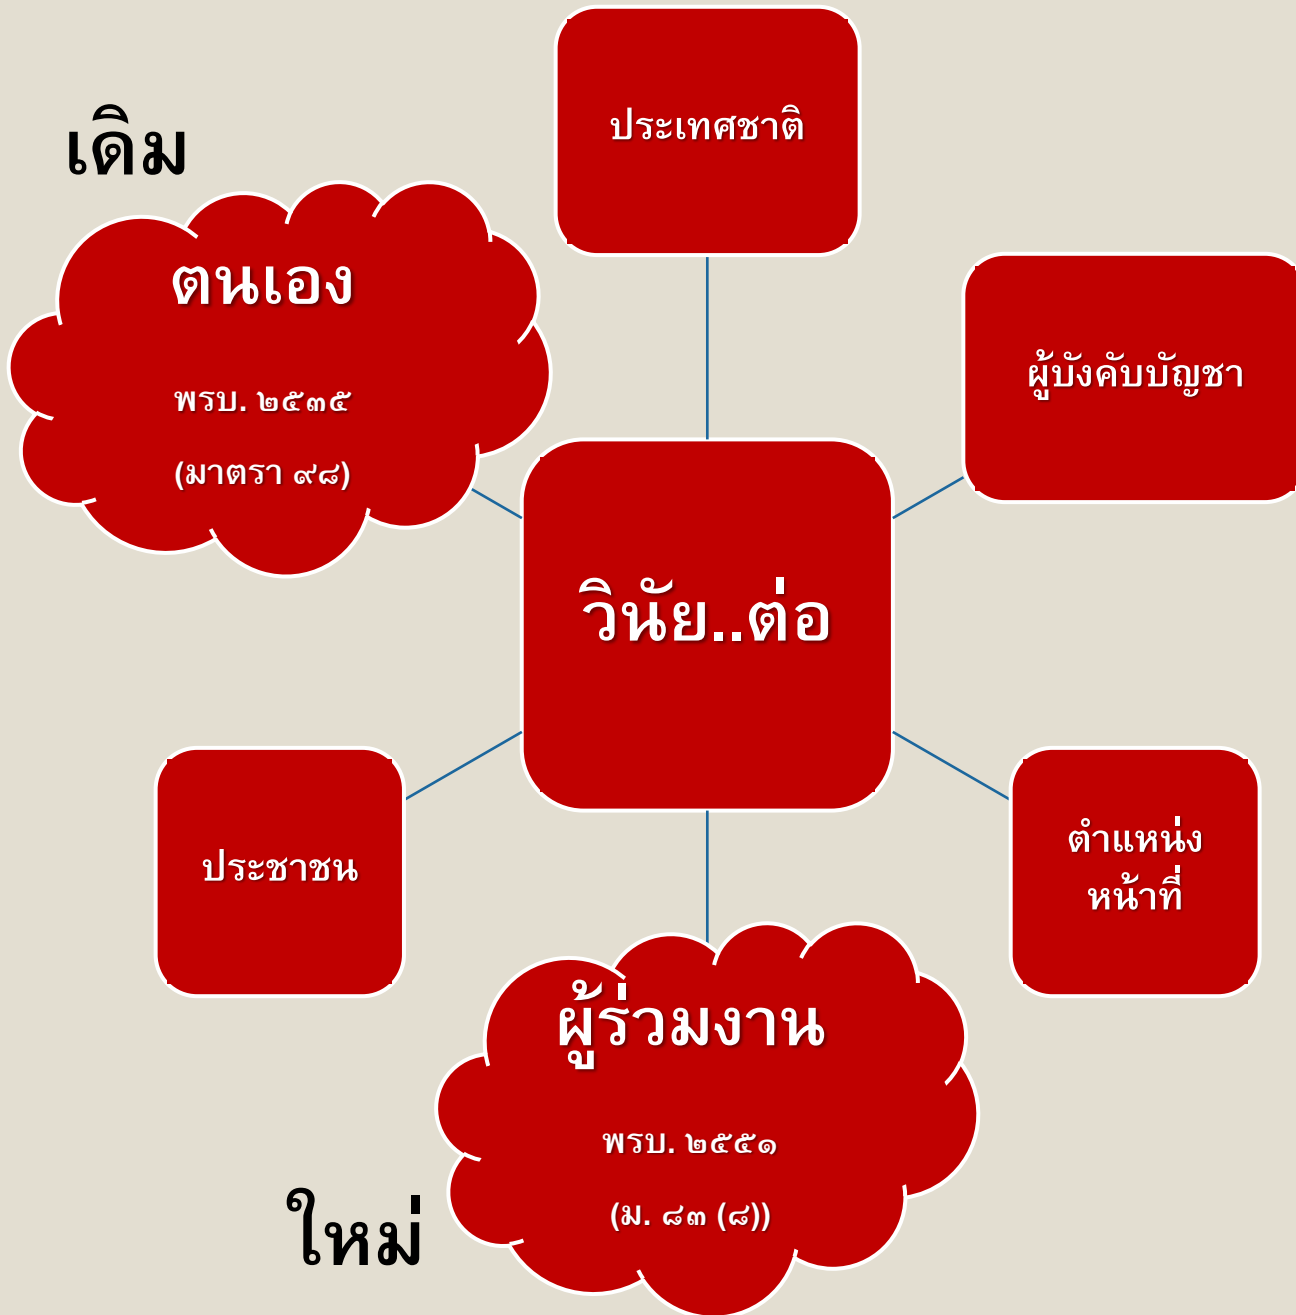 ประเทศชาติ
เดิม
ตนเอง
พรบ. ๒๕๓๕
(มาตรา ๙๘)
ผู้บังคับบัญชา
วินัย..ต่อ
ประชาชน
ตำแหน่ง
หน้าที่
ผู้ร่วมงาน
พรบ. ๒๕๕๑
(ม. ๘๓ (๘))
ใหม่